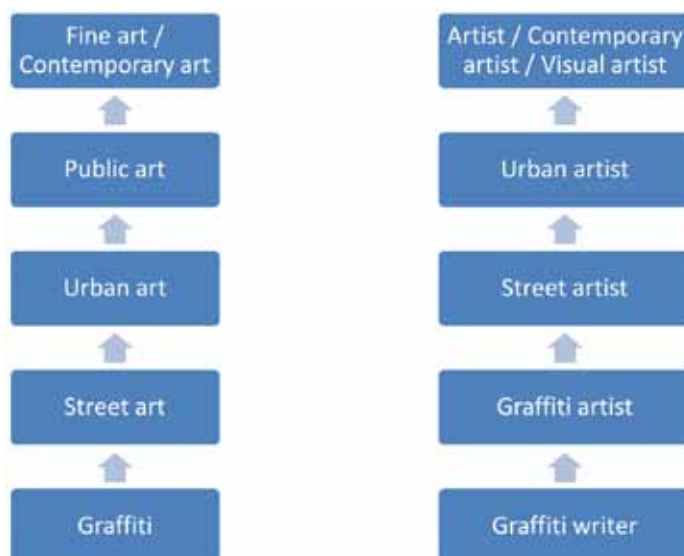 Fine art /
Contemporary art
Public art
Urban art
Street art
Graffiti
Artist / Contemporary
artist / Visual artist
Urban artist
Street artist
Graffiti artist
Graffiti writer